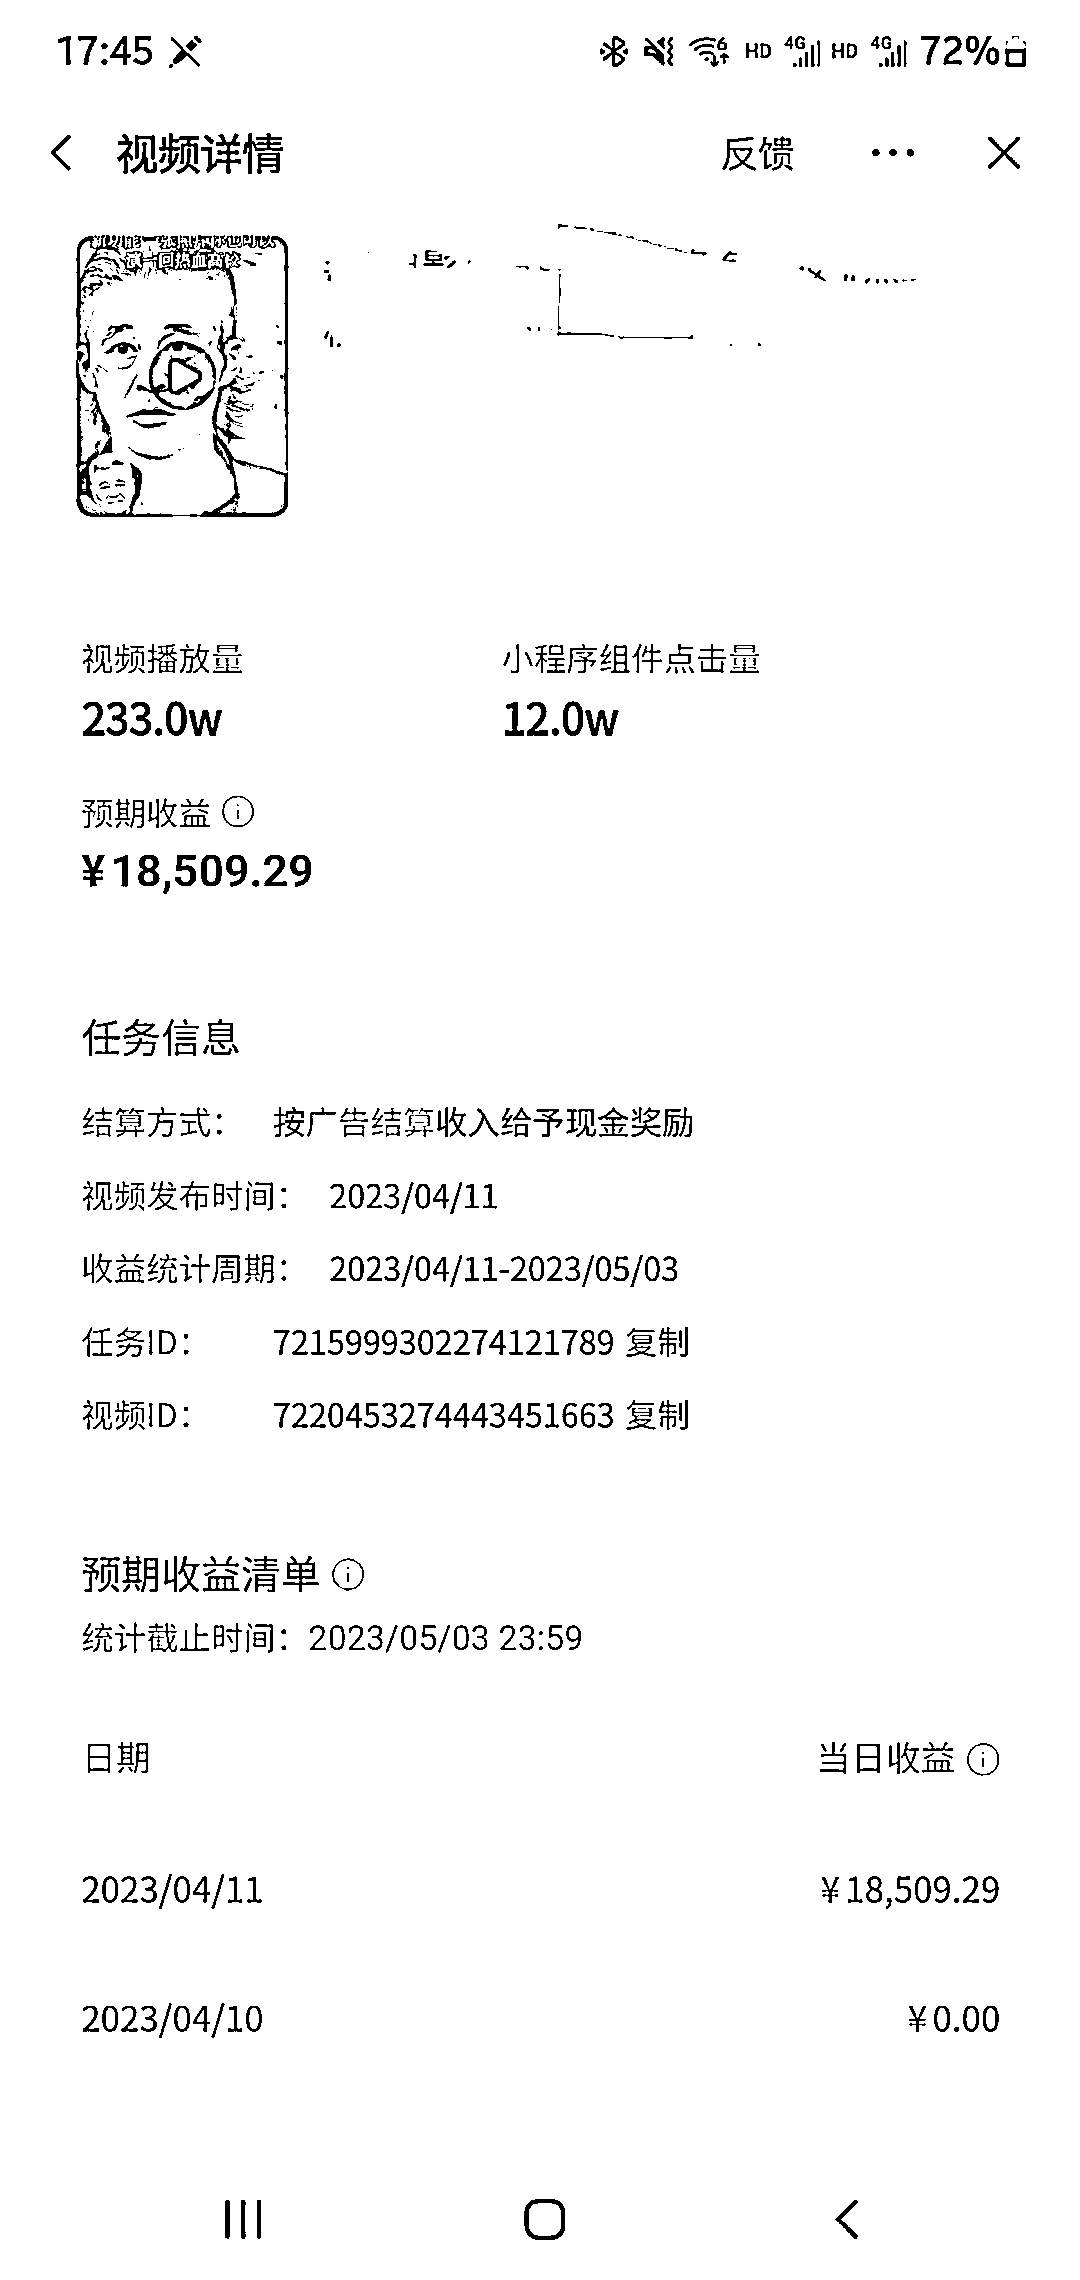 17:45 HD 4G HD 4G 72%
视频详情 反馈
视频播放量 小程序组件点击量
233.0w 12.0w
预期收益
¥18,509.29
任务信息
结算方式： 按广告结算收入给予现金奖励
视频发布时间： 2023/04/11
收益统计周期： 2023/04/11-2023/05/03
任务ID： 7215999302274121789 复制
视频ID： 7220453274443451663 复制
预期收益清单
统计截止时间：2023/05/03 23:59
日期 当日收益
2023/04/11 ¥18,509.29
2023/04/10 ¥0.00